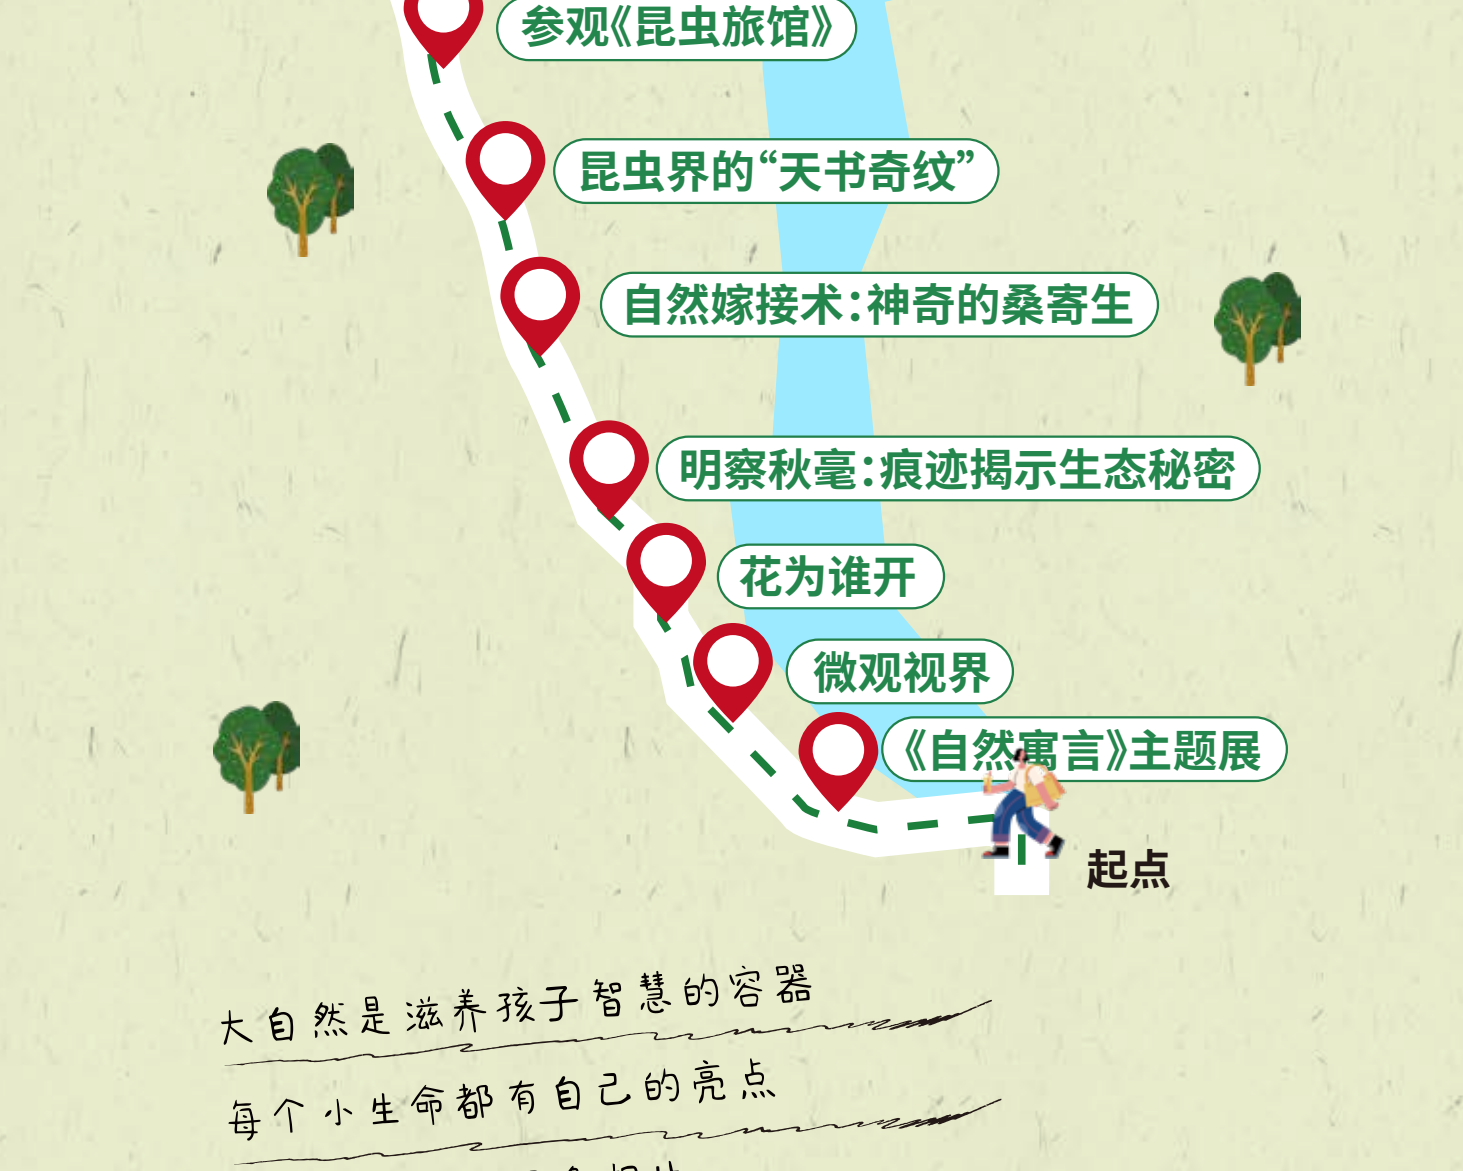 参观《昆虫旅馆》
昆虫界的“天书奇纹”
自然嫁接术：神奇的桑寄生
明察秋毫：痕迹揭示生态秘密
花为谁开
微观视界
《自然寓言》主题展
起点
大自然是滋养孩子智慧的容器
每个小生命都有自己的亮点